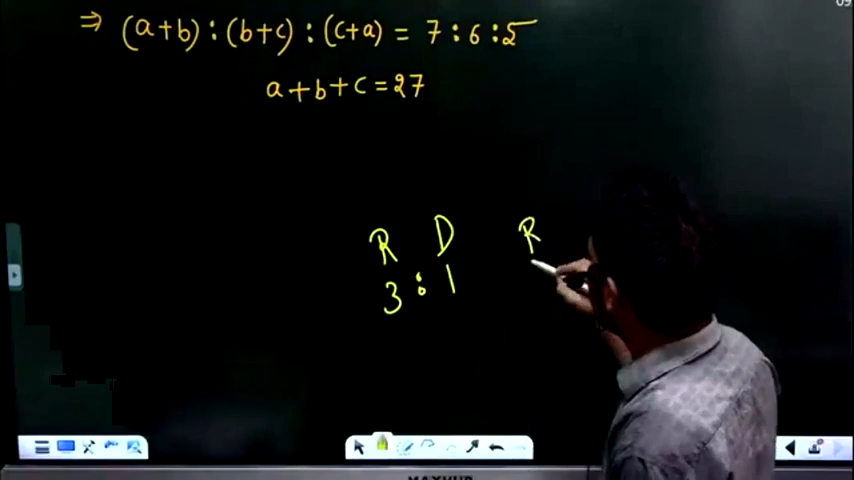 ⇒ (a+b) : (b+c) : (c+a) = 7 : 6 : 5
a+b+c=27
R D R
3 : 1